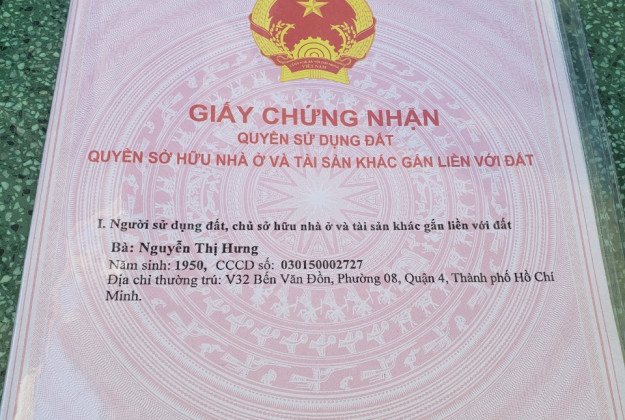 GIẤY CHỨNG NHẬN
QUYỀN SỬ DỤNG ĐẤT
QUYỀN SỞ HỮU NHÀ Ở VÀ TÀI SẢN KHÁC GẮN LIỀN VỚI ĐẤT
I. Người sử dụng đất, chủ sở hữu nhà ở và tài sản khác gắn liền với đất
Bà: Nguyễn Thị Hưng
Năm sinh: 1950, CCCD số: 030150002727
Địa chỉ thường trú: V32 Bến Văn Đồn, Phường 08, Quận 4, Thành phố Hồ Chí
Minh.